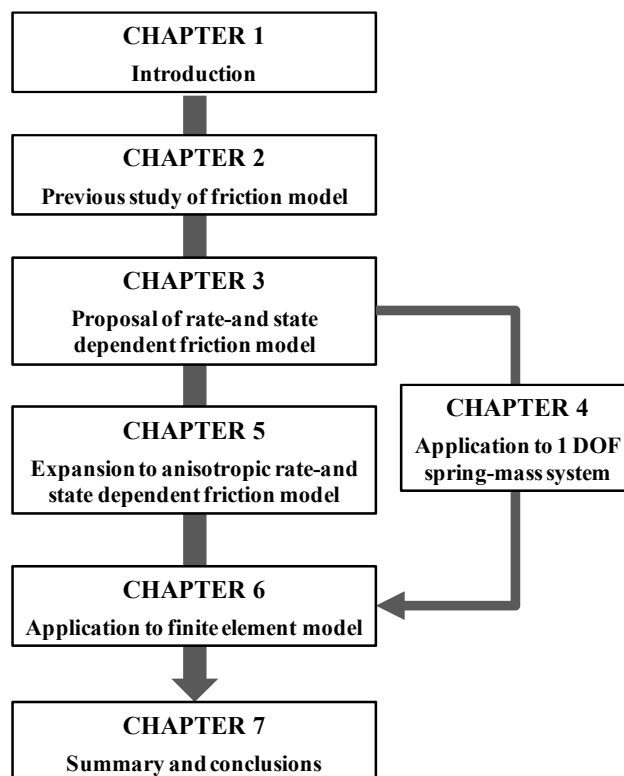 CHAPTER 1
Introduction
CHAPTER 2
Previous study of friction model
CHAPTER 3
Proposal of rate-and state
dependent friction model
CHAPTER 4
Application to 1 DOF
spring-mass system
CHAPTER 5
Expansion to anisotropic rate-and
state dependent friction model
CHAPTER 6
Application to finite element model
CHAPTER 7
Summary and conclusions